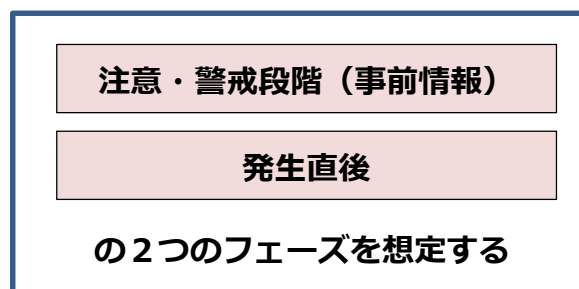 注意・警戒段階（事前情報）
発生直後
の２つのフェーズを想定する